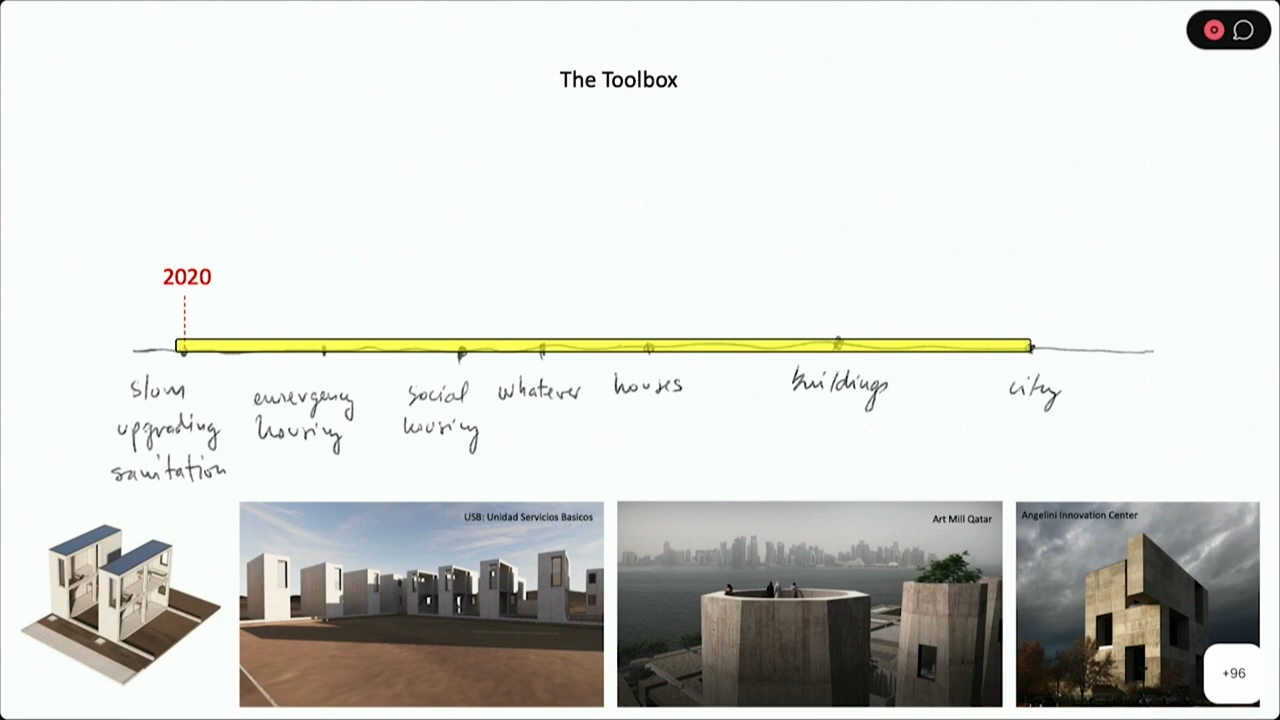 The Toolbox
2020
slum
upgrading
sanitation
emergency
housing
social
housing
whatever
houses
buildings
city
USB: Unidad Servicios Basicos
Art Mill Qatar
Angelini Innovation Center
+96